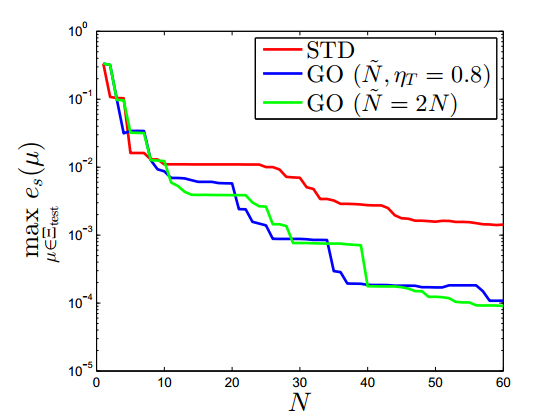 10^0
10^-1
10^-2
10^-3
10^-4
10^-5
max e_s(μ)
μ∈Ξ_test
STD
GO (Ñ, η_T = 0.8)
GO (Ñ = 2N)
0 10 20 30 40 50 60
N